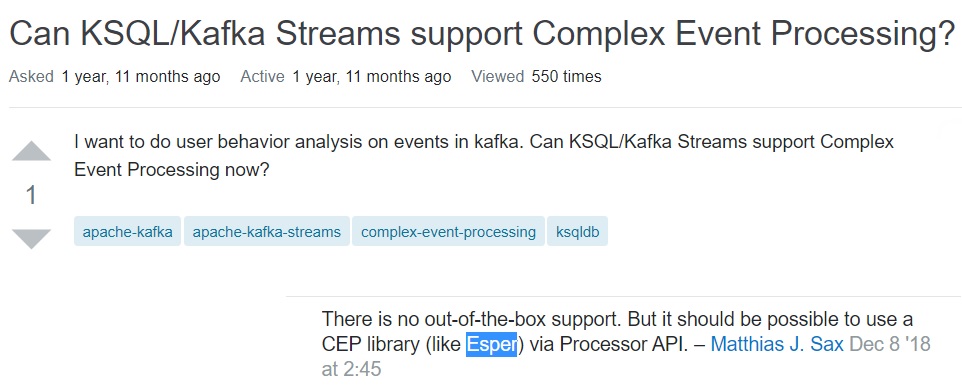 Can KSQL/Kafka Streams support Complex Event Processing?
Asked 1 year, 11 months ago Active 1 year, 11 months ago Viewed 550 times
I want to do user behavior analysis on events in kafka. Can KSQL/Kafka Streams support Complex
1
Event Processing now?
apache-kafka apache-kafka-streams complex-event-processing ksqldb
There is no out-of-the-box support. But it should be possible to use a
CEP library (like Esper) via Processor API. – Matthias J. Sax Dec 8 '18
at 2:45